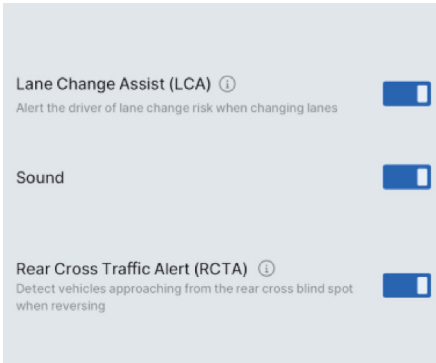 Lane Change Assist (LCA)
Alert the driver of lane change risk when changing lanes
Sound
Rear Cross Traffic Alert (RCTA)
Detect vehicles approaching from the rear cross blind spot
when reversing